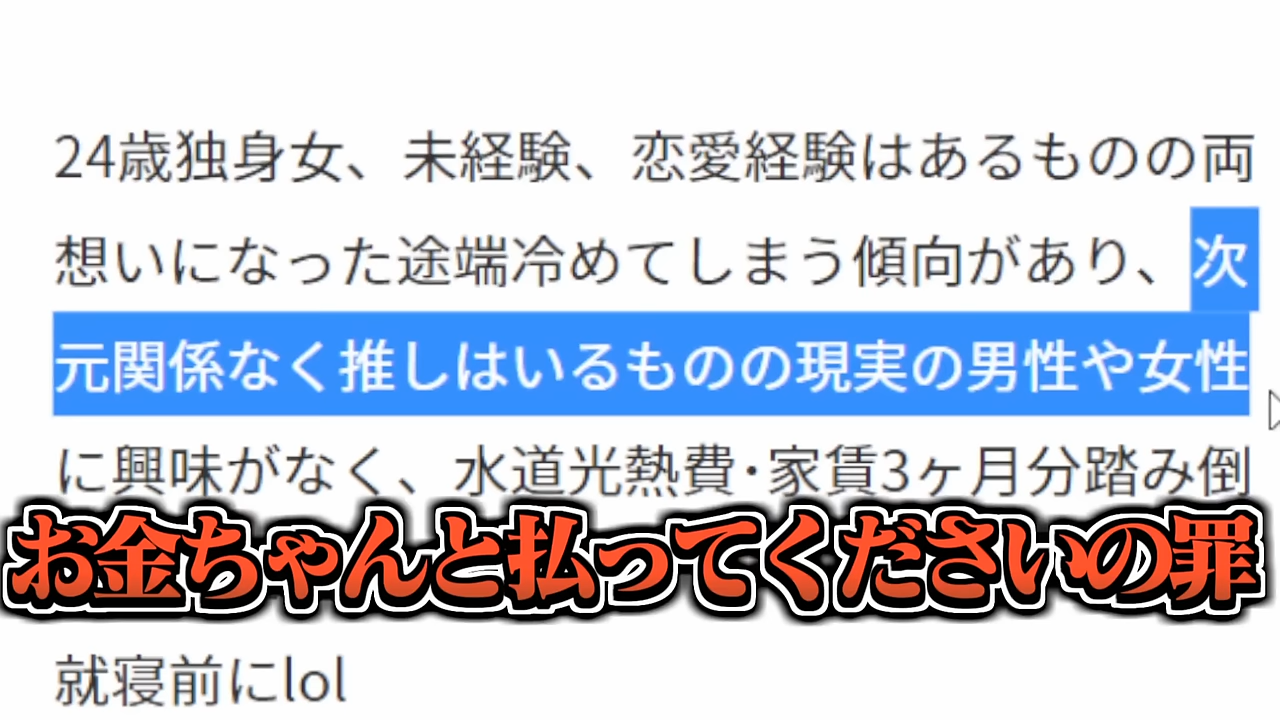 24歳独身女、未経験、恋愛経験はあるものの両
想いになった途端冷めてしまう傾向があり、次
元関係なく推しはいるものの現実の男性や女性
に興味がなく、水道光熱費･家賃3ヶ月分踏み倒
お金ちゃんと払ってくださいの罪
就寝前にlol